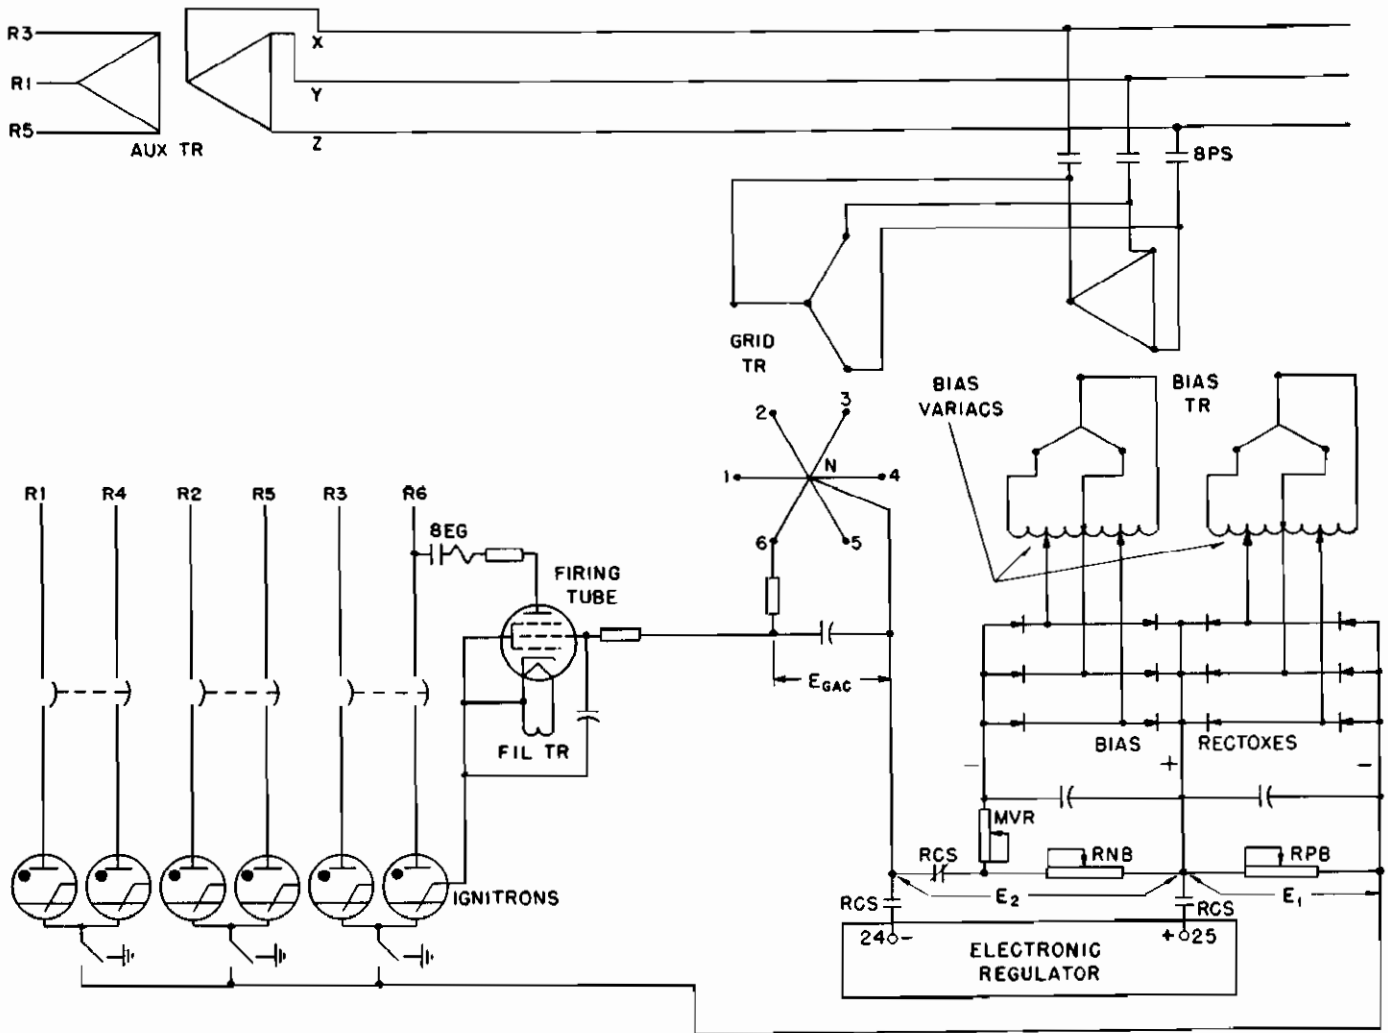 R3
R1
R5
AUX TR
X
Y
Z
8PS
GRID
TR
BIAS
VARIACS
BIAS
TR
2
3
1
N
4
6
5
R1
R4
R2
R5
R3
R6
8EG
FIRING
TUBE
FIL TR
EGAC
BIAS
RECTOXES
-
+
-
MVR
RCS
RNB
RPB
E2
E1
IGNITRONS
RCS
RCS
24 -
+ 25
ELECTRONIC
REGULATOR